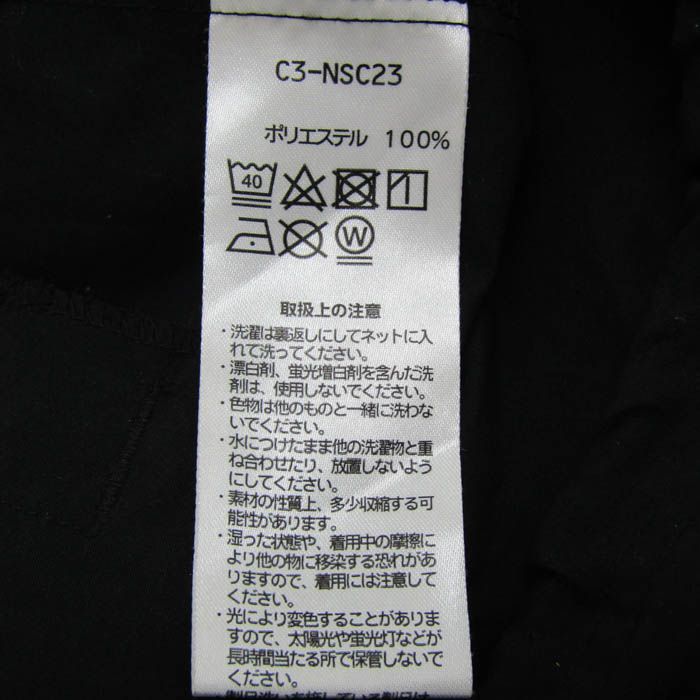 C3-NSC23
ポリエステル 100%
40
W
取扱上の注意
・洗濯は裏返しにしてネットに入
れて洗ってください。
・漂白剤、蛍光増白剤を含んだ洗
剤は、使用しないでください。
・色物は他のものと一緒に洗わな
いでください。
・水につけたまま他の洗濯物と重
ね合わせたり、放置しないよう
にしてください。
・素材の性質上、多少収縮する可
能性があります。
・湿った状態や、着用中の摩擦に
より他の物に移染する恐れがあ
りますので、着用には注意して
ください。
・光により変色することがありま
すので、太陽光や蛍光灯などが
長時間当たる所で保管しないで
ください。